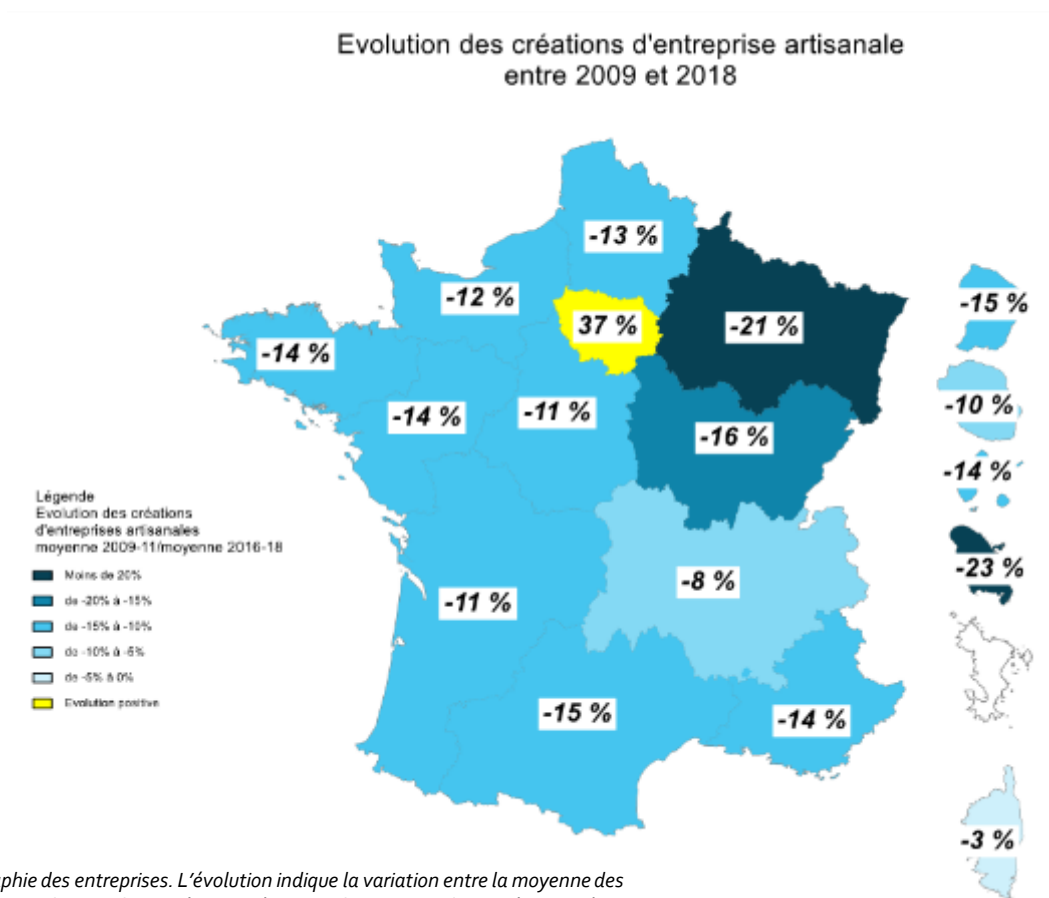 Evolution des créations d'entreprise artisanale
entre 2009 et 2018
-13 %
-12 %
37 %
-21 %
-15 %
-14 %
-10 %
-14 %
-11 %
-16 %
-14 %
-23 %
-8 %
-11 %
-15 %
-14 %
-3 %
Légende
Evolution des créations
d'entreprises artisanales
moyenne 2009-11/moyenne 2016-18
Moins de 20%
de -20% à -15%
de -15% à -10%
de -10% à -5%
de -5% à 0%
Evolution positive
phie des entreprises. L'évolution indique la variation entre la moyenne des